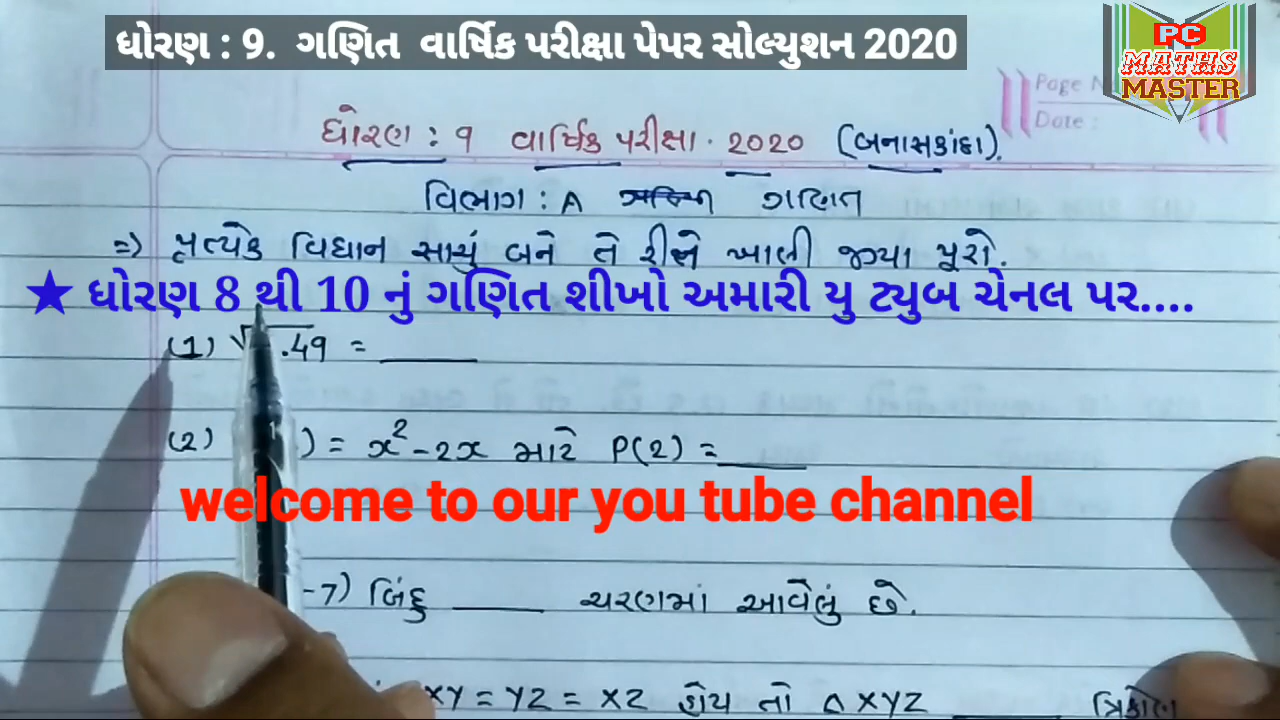 ધોરણ : 9. ગણિત વાર્ષિક પરીક્ષા પેપર સોલ્યુશન 2020
PC
MATHS
MASTER
Page
Date :
ધોરણ : ૧ વાર્ષિક પરીક્ષા. 2020 (બનાસકાંઠા).
વિભાગ : A ગણિત
=> પ્રત્યેક વિધાન સાચું બને તે રીતે ખાલી જગ્યા પૂરો.
★ ધોરણ 8 થી 10 નું ગણિત શીખો અમારી યુ ટ્યુબ ચેનલ પર....
(1) √ .49 = ____
(2) ) = x² - 2x માટે P(2) = ____
welcome to our you tube channel
-7) બિંદુ ____ ચરણમાં આવેલું છે.
XY = YZ = XZ હોય તો △ XYZ ____ ત્રિકોણ